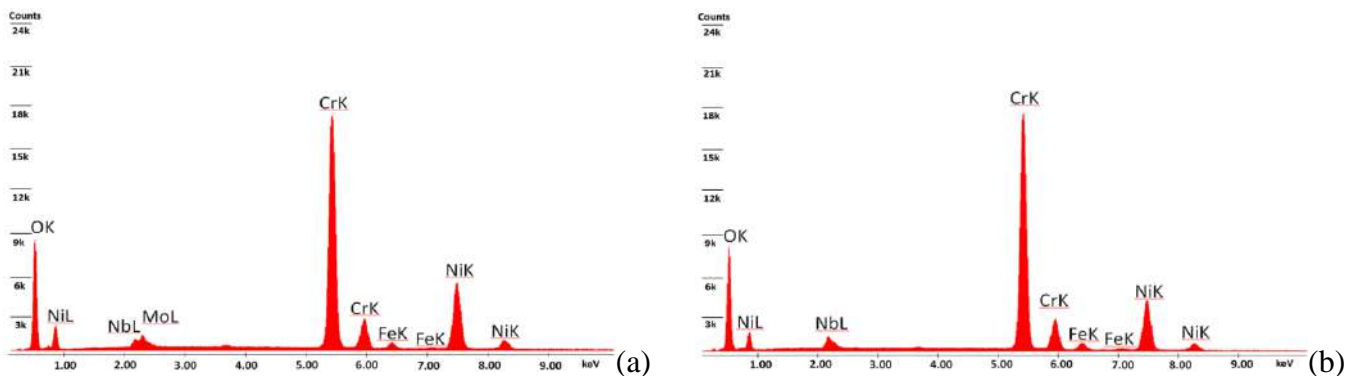 Counts
24k
21k
18k
15k
12k
9k
3k
6k
OK
NiL
NbL
MoL
CrK
CrK
FeK
FeK
NiK
NiK
1.00
2.00
3.00
4.00
5.00
6.00
7.00
8.00
9.00
keV
(a)
Counts
24k
21k
18k
15k
12k
9k
6k
3k
OK
NiL
NbL
CrK
CrK
FeK
FeK
NiK
NiK
1.00
2.00
3.00
4.00
5.00
6.00
7.00
8.00
9.00
keV
(b)